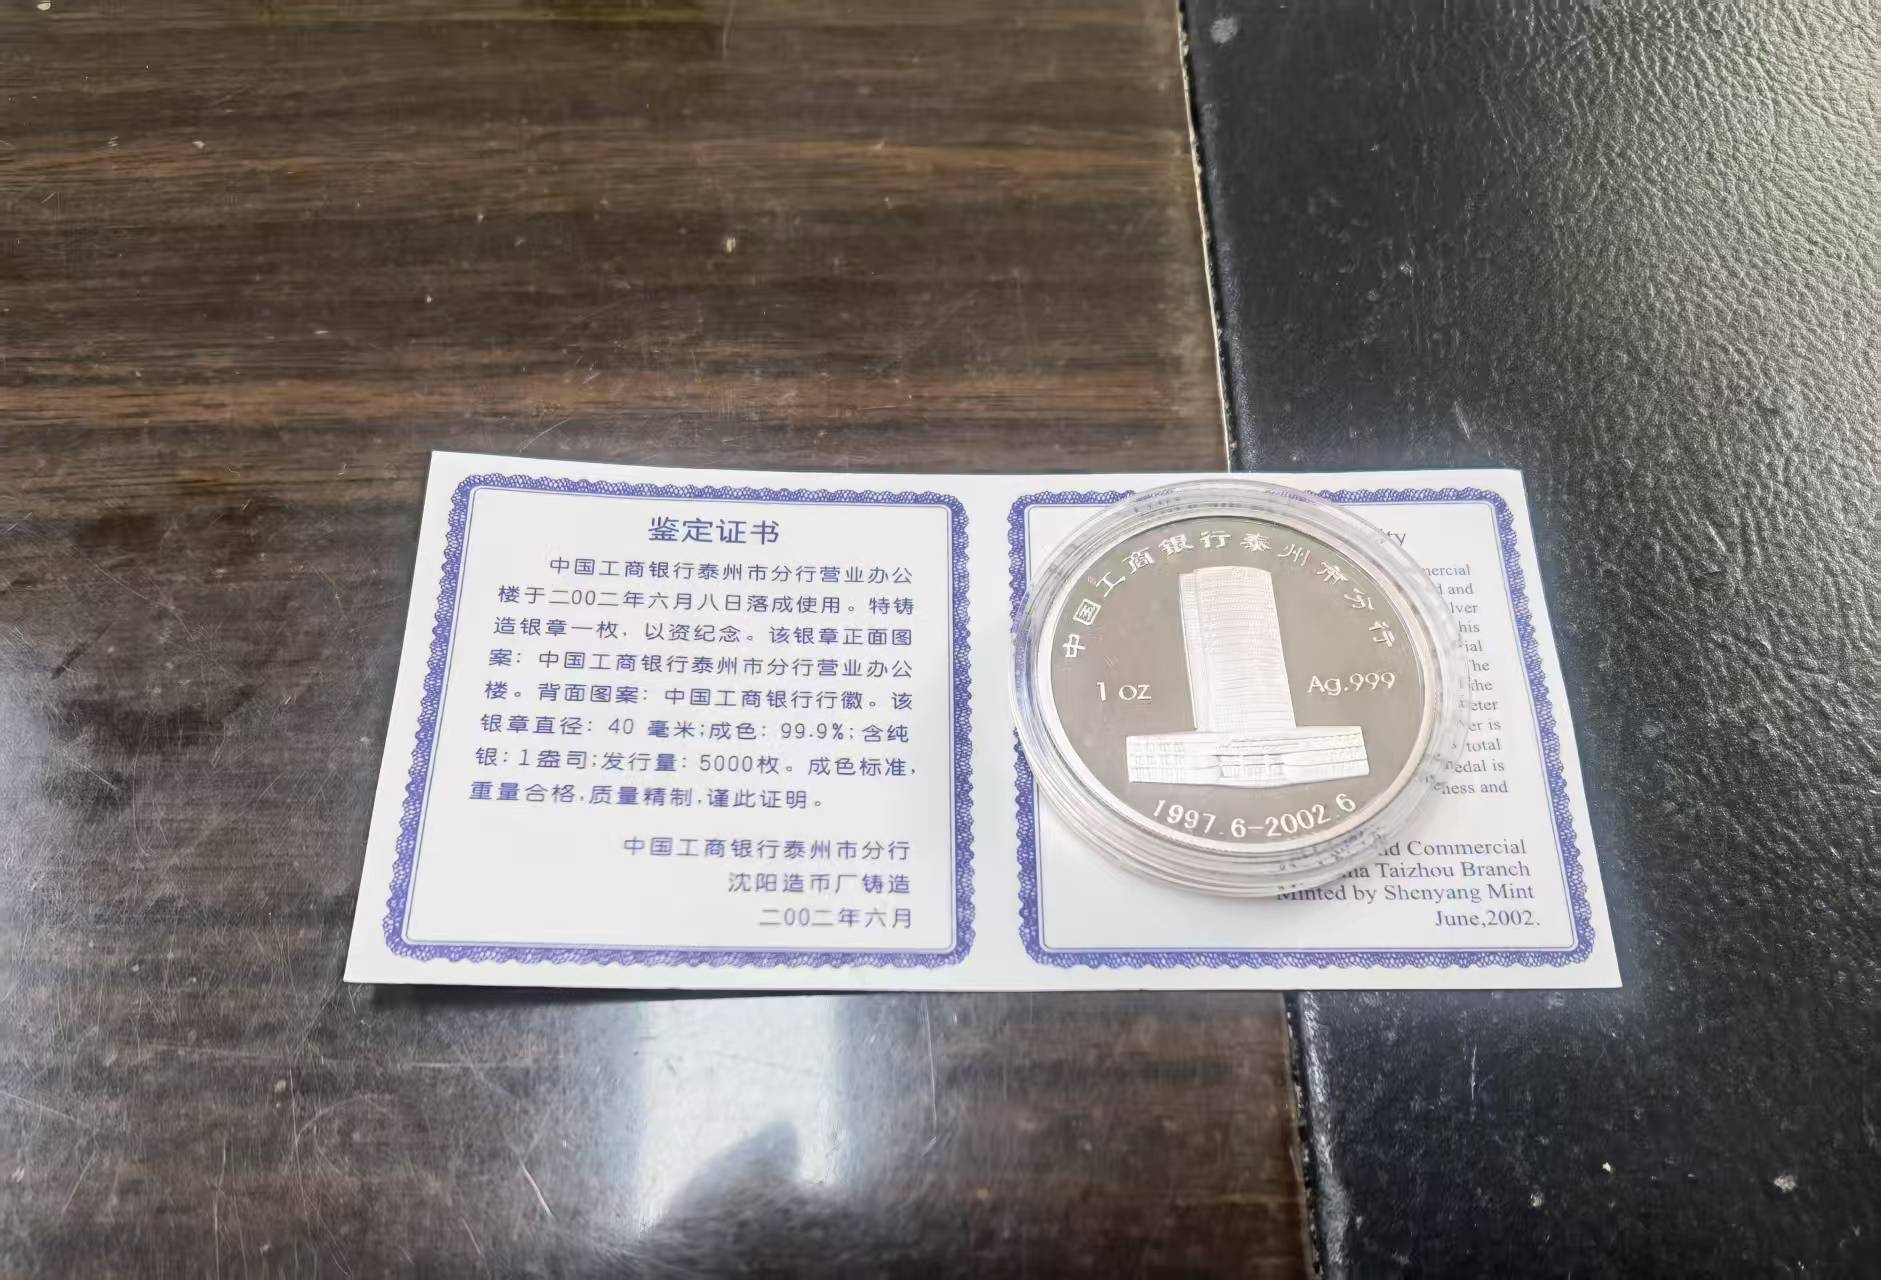 鉴定证书
中国工商银行泰州市分行营业办公
楼于二00二年六月八日落成使用。特铸
造银章一枚，以资纪念。该银章正面图
案：中国工商银行泰州市分行营业办公
楼。背面图案：中国工商银行行徽。该
银章直径：40 毫米;成色：99.9%;含纯
银：1盎司;发行量：5000枚。成色标准,
重量合格,质量精制,谨此证明。
中国工商银行泰州市分行
沈阳造币厂铸造
二00二年六月
中国工商银行泰州市分行
1 oz
Ag.999
1997.6-2002.6
and
is
total
is
and
Commercial
Taizhou Branch
Minted by Shenyang Mint
June,2002.